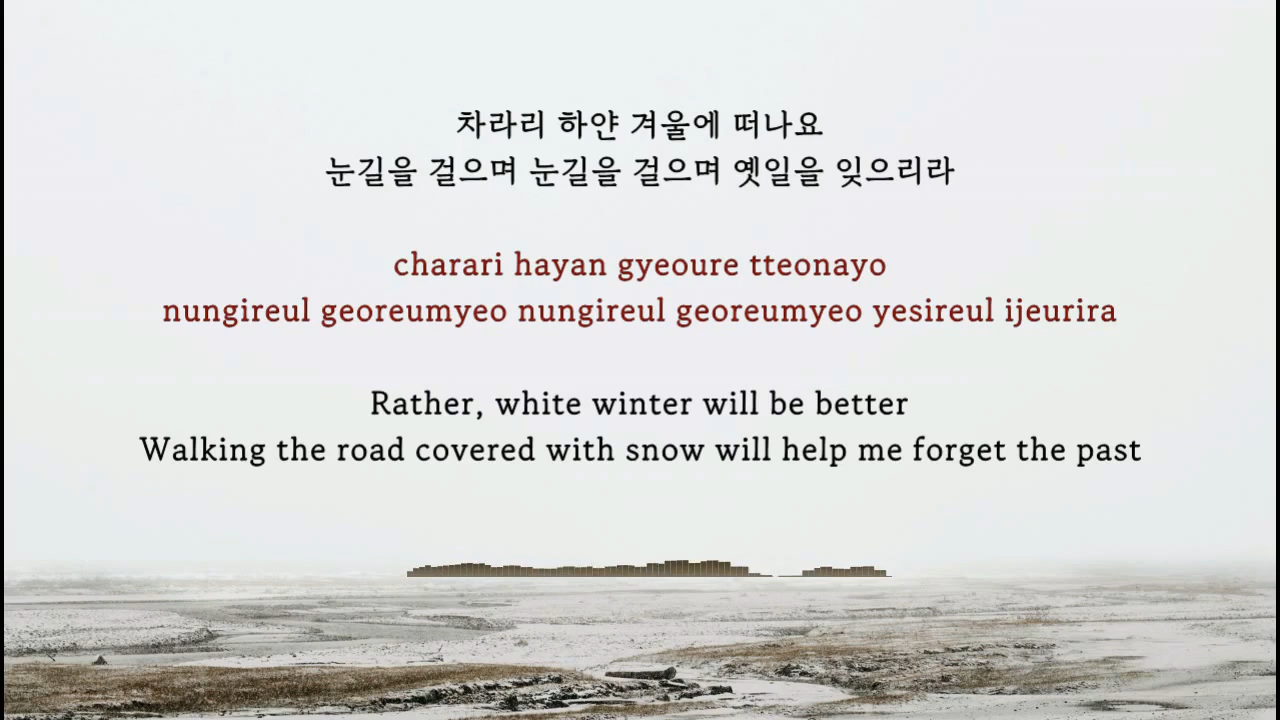 차라리 하얀 겨울에 떠나요
눈길을 걸으며 눈길을 걸으며 옛일을 잊으리라
charari hayan gyeoure tteonayo
nungireul georeumyeo nungireul georeumyeo yesireul ijeurira
Rather, white winter will be better
Walking the road covered with snow will help me forget the past